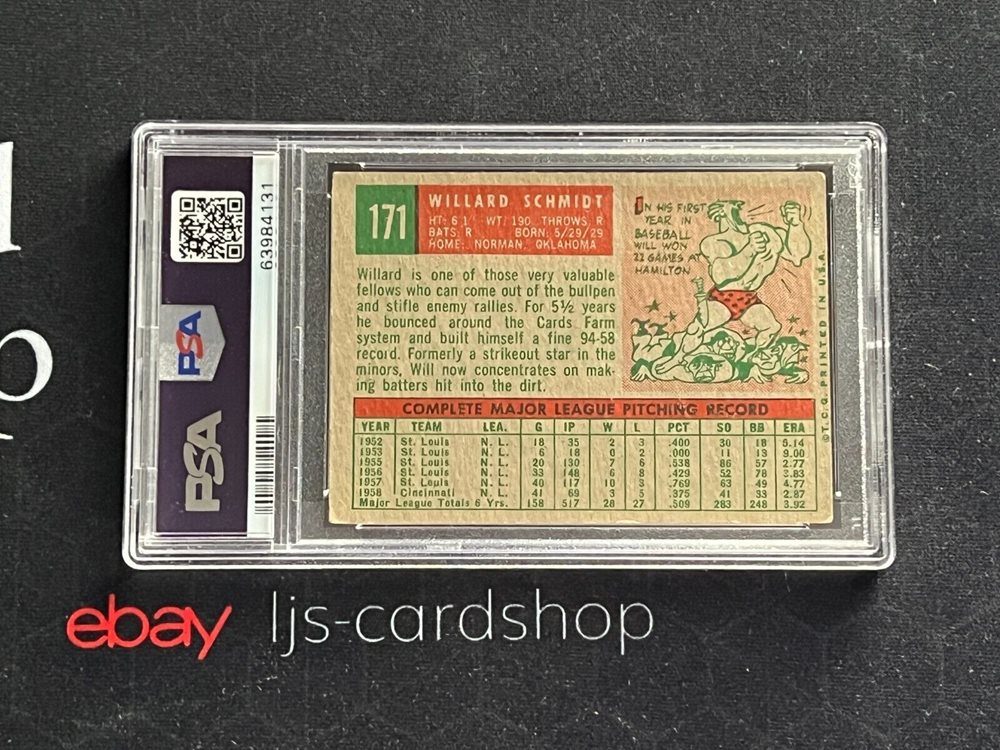 63984131
PSA
PSA
171
WILLARD SCHMIDT
HT: 6'1" WT: 190 THROWS: R
BATS: R BORN: 5/29/29
HOME: NORMAN, OKLAHOMA
IN HIS FIRST
YEAR IN
BASEBALL
WILL WON
22 GAMES AT
HAMILTON
Willard is one of those very valuable
fellows who can come out of the bullpen
and stifle enemy rallies. For 5½ years
he bounced around the Cards Farm
system and built himself a fine 94-58
record. Formerly a strikeout star in the
minors, Will now concentrates on mak-
ing batters hit into the dirt.
©T.C.G. PRINTED IN U.S.A.
COMPLETE MAJOR LEAGUE PITCHING RECORD
YEAR TEAM LEA. G IP W L PCT SO BB ERA
1952 St. Louis N. L. 18 35 2 3 .400 30 18 5.14
1953 St. Louis N. L. 6 18 0 2 .000 11 13 9.00
1955 St. Louis N. L. 20 130 7 6 .538 86 57 2.77
1956 St. Louis N. L. 33 148 6 8 .429 52 78 3.83
1957 St. Louis N. L. 40 117 10 3 .769 63 49 4.77
1958 Cincinnati N. L. 41 69 3 5 .375 41 33 2.87
Major League Totals 6 Yrs. 158 517 28 27 .509 283 248 3.92
ebay ljs-cardshop